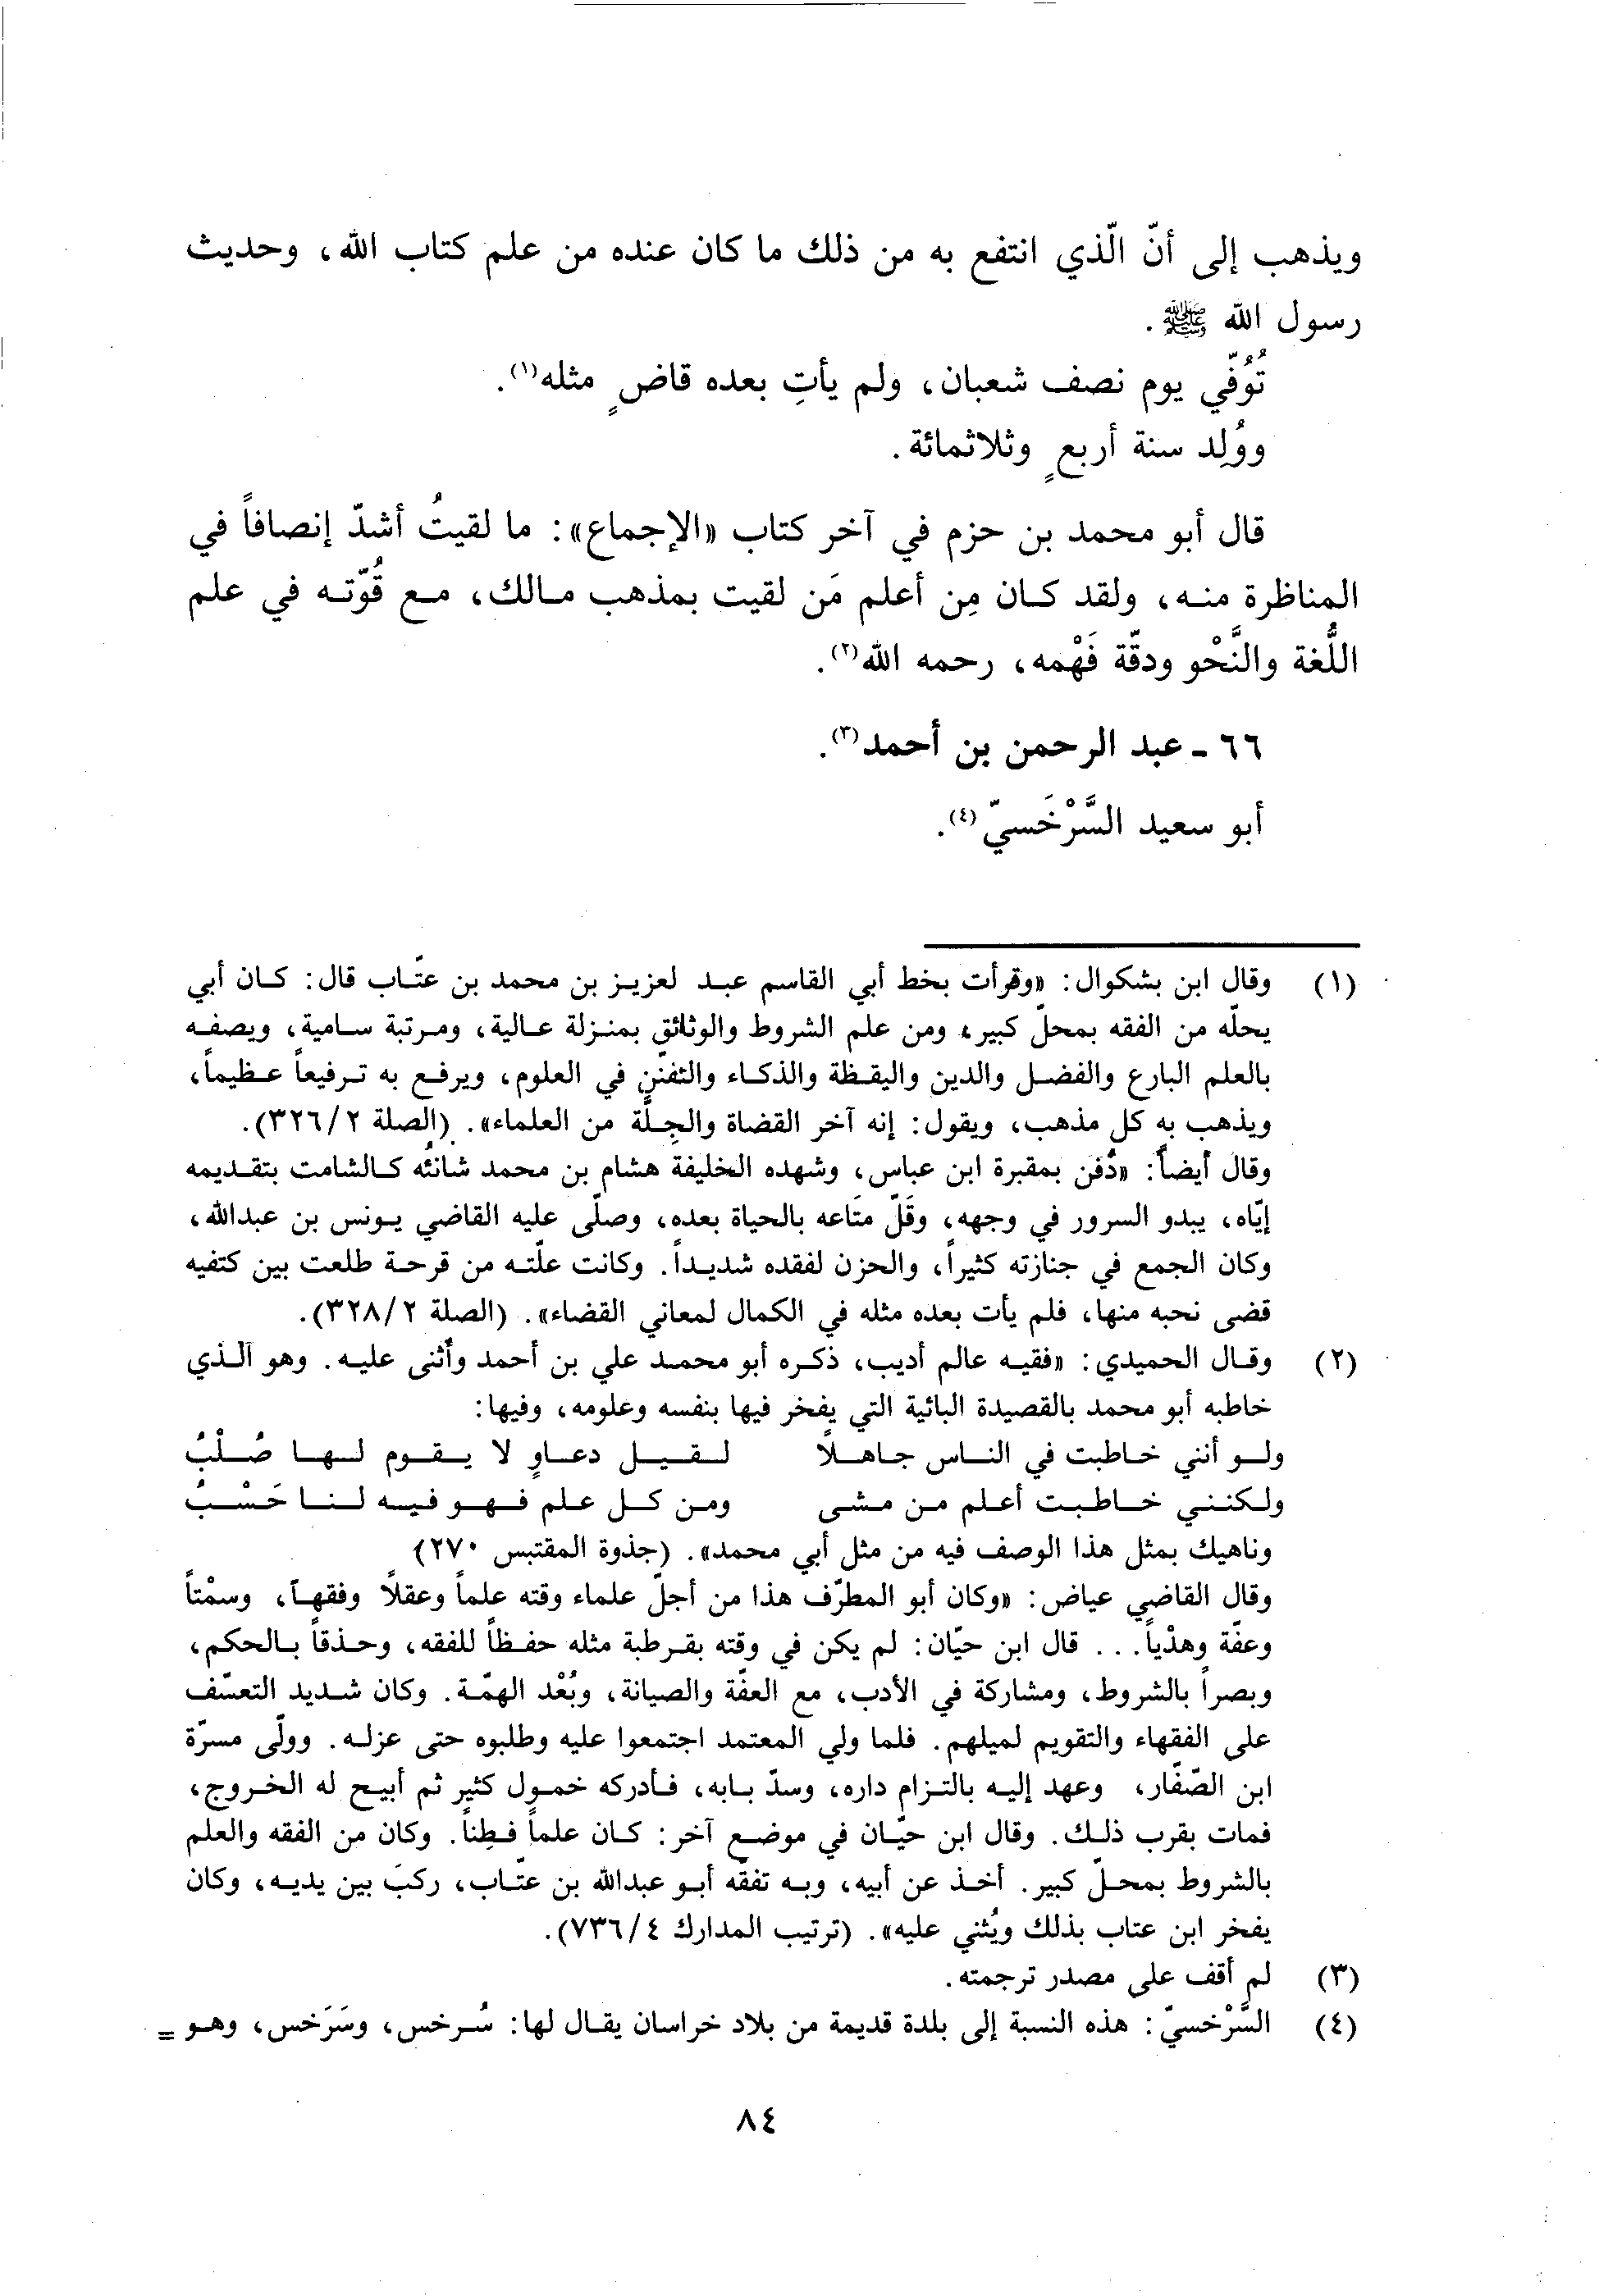 ويذهب إلى أنّ الّذي انتفع به من ذلك ما كان عنده من علم كتاب الله، وحديث
رسول الله ﷺ.
تُوُفّي يوم نصف شعبان، ولم يأتِ بعده قاضٍ مثله(١).
ووُلِد سنة أربعٍ وثلاثمائة.
قال أبو محمد بن حزم في آخر كتاب «الإجماع»: ما لقيتُ أشدّ إنصافاً في
المناظرة منه، ولقد كان مِن أعلم مَن لقيت بمذهب مالك، مع قُوّته في علم
اللُّغة والنَّحْو ودقّة فَهْمه، رحمه الله(٢).
٦٦ - عبد الرحمن بن أحمد(٣).
أبو سعيد السَّرْخَسيّ(٤).
(١) وقال ابن بشكوال: «وقرأت بخط أبي القاسم عبد لعزيز بن محمد بن عتّاب قال: كان أبي
يحلّه من الفقه بمحلّ كبير، ومن علم الشروط والوثائق بمنزلة عالية، ومرتبة سامية، ويصفه
بالعلم البارع والفضل والدين واليقظة والذكاء والتفنّن في العلوم، ويرفع به ترفيعاً عظيماً،
ويذهب به كل مذهب، ويقول: إنه آخر القضاة والجِلّة من العلماء». (الصلة ٣٢٦/٢).
وقال أيضاً: «دُفن بمقبرة ابن عباس، وشهده الخليفة هشام بن محمد شانئه كالشامت بتقديمه
إيّاه، يبدو السرور في وجهه، وقَلّ متاعه بالحياة بعده، وصلّى عليه القاضي يونس بن عبدالله،
وكان الجمع في جنازته كثيراً، والحزن لفقده شديداً. وكانت علّته من قرحة طلعت بين كتفيه
قضى نحبه منها، فلم يأت بعده مثله في الكمال لمعاني القضاء». (الصلة ٣٢٨/٢).
(٢) وقال الحميدي: «فقيه عالم أديب، ذكره أبو محمد علي بن أحمد وأثنى عليه. وهو الذي
خاطبه أبو محمد بالقصيدة البائية التي يفخر فيها بنفسه وعلومه، وفيها:
ولو أنني خاطبت في الناس جاهلاً لقيل دعاوٍ لا يقوم لها صُلْبُ
ولكنني خاطبت أعلم من مشى ومن كل علم فهو فيه لنا حَسْبُ
وناهيك بمثل هذا الوصف فيه من مثل أبي محمد». (جذوة المقتبس ٢٧٠)
وقال القاضي عياض: «وكان أبو المطرّف هذا من أجلّ علماء وقته علماً وعقلاً وفقهاً، وسمْتاً
وعفّة وهدْياً... قال ابن حيّان: لم يكن في وقته بقرطبة مثله حفظاً للفقه، وحذقاً بالحكم،
وبصراً بالشروط، ومشاركة في الأدب، مع العفّة والصيانة، وبُعْد الهمّة. وكان شديد التعسّف
على الفقهاء والتقويم لميلهم. فلما ولي المعتمد اجتمعوا عليه وطلبوه حتى عزله. وولّى مسرّة
ابن الصّفّار، وعهد إليه بالتزام داره، وسدّ بابه، فأدركه خمول كثير ثم أبيح له الخروج،
فمات بقرب ذلك. وقال ابن حيّان في موضع آخر: كان علماً فطِناً. وكان من الفقه والعلم
بالشروط بمحلّ كبير. أخذ عن أبيه، وبه تفقّه أبو عبدالله بن عتّاب، ركبَ بين يديه، وكان
يفخر ابن عتاب بذلك ويُثني عليه». (ترتيب المدارك ٧٣٦/٤).
(٣) لم أقف على مصدر ترجمته.
(٤) السَّرْخسيّ: هذه النسبة إلى بلدة قديمة من بلاد خراسان يقال لها: سُرخس، وسَرَخس، وهو =
٨٤